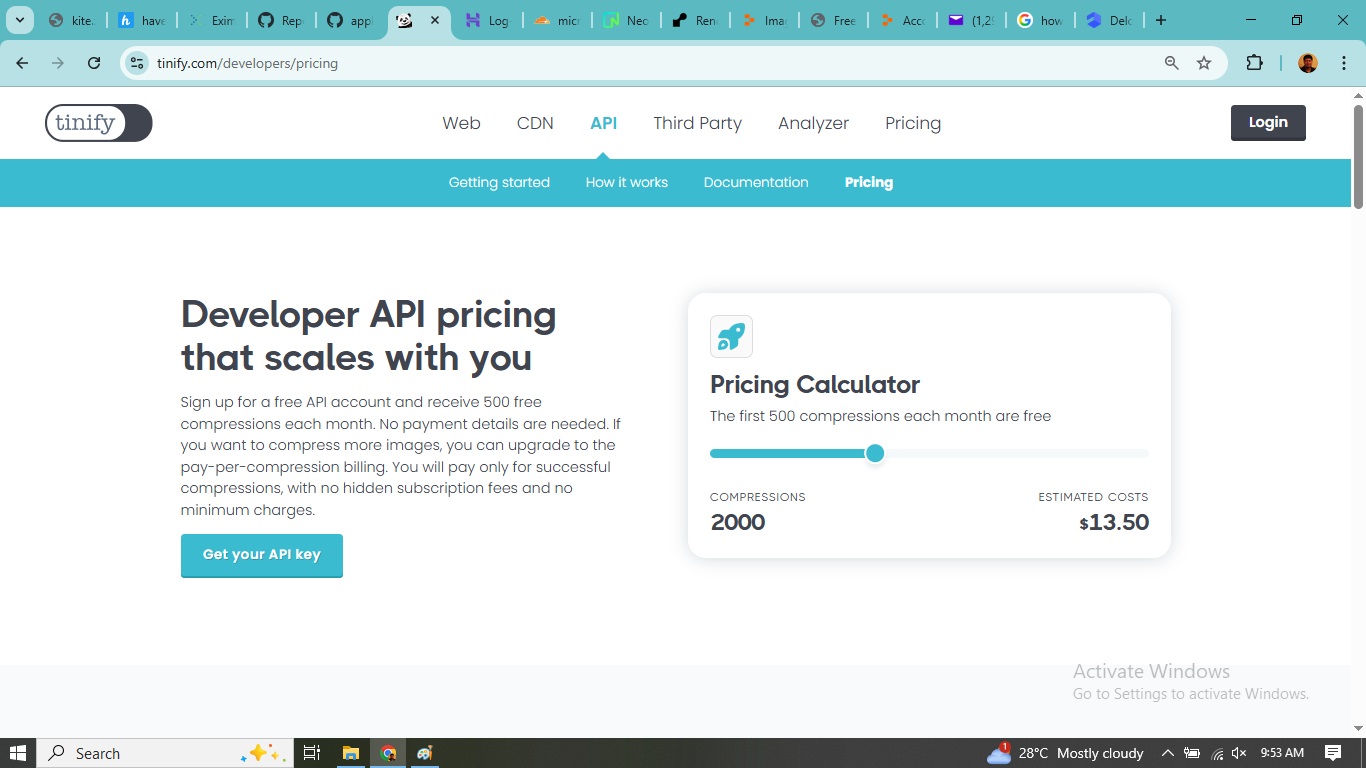 kite.
have
Exim
Rep
appl
Log
micr
Neo
Ren
Imag
Free
Acc
(1,29
how
Delo
tinify.com/developers/pricing
tinify
Web
CDN
API
Third Party
Analyzer
Pricing
Login
Getting started
How it works
Documentation
Pricing
Developer API pricing
that scales with you
Sign up for a free API account and receive 500 free
compressions each month. No payment details are needed. If
you want to compress more images, you can upgrade to the
pay-per-compression billing. You will pay only for successful
compressions, with no hidden subscription fees and no
minimum charges.
Get your API key
Pricing Calculator
The first 500 compressions each month are free
COMPRESSIONS
ESTIMATED COSTS
2000
$13.50
Activate Windows
Go to Settings to activate Windows.
Search
1
28°C Mostly cloudy
9:53 AM